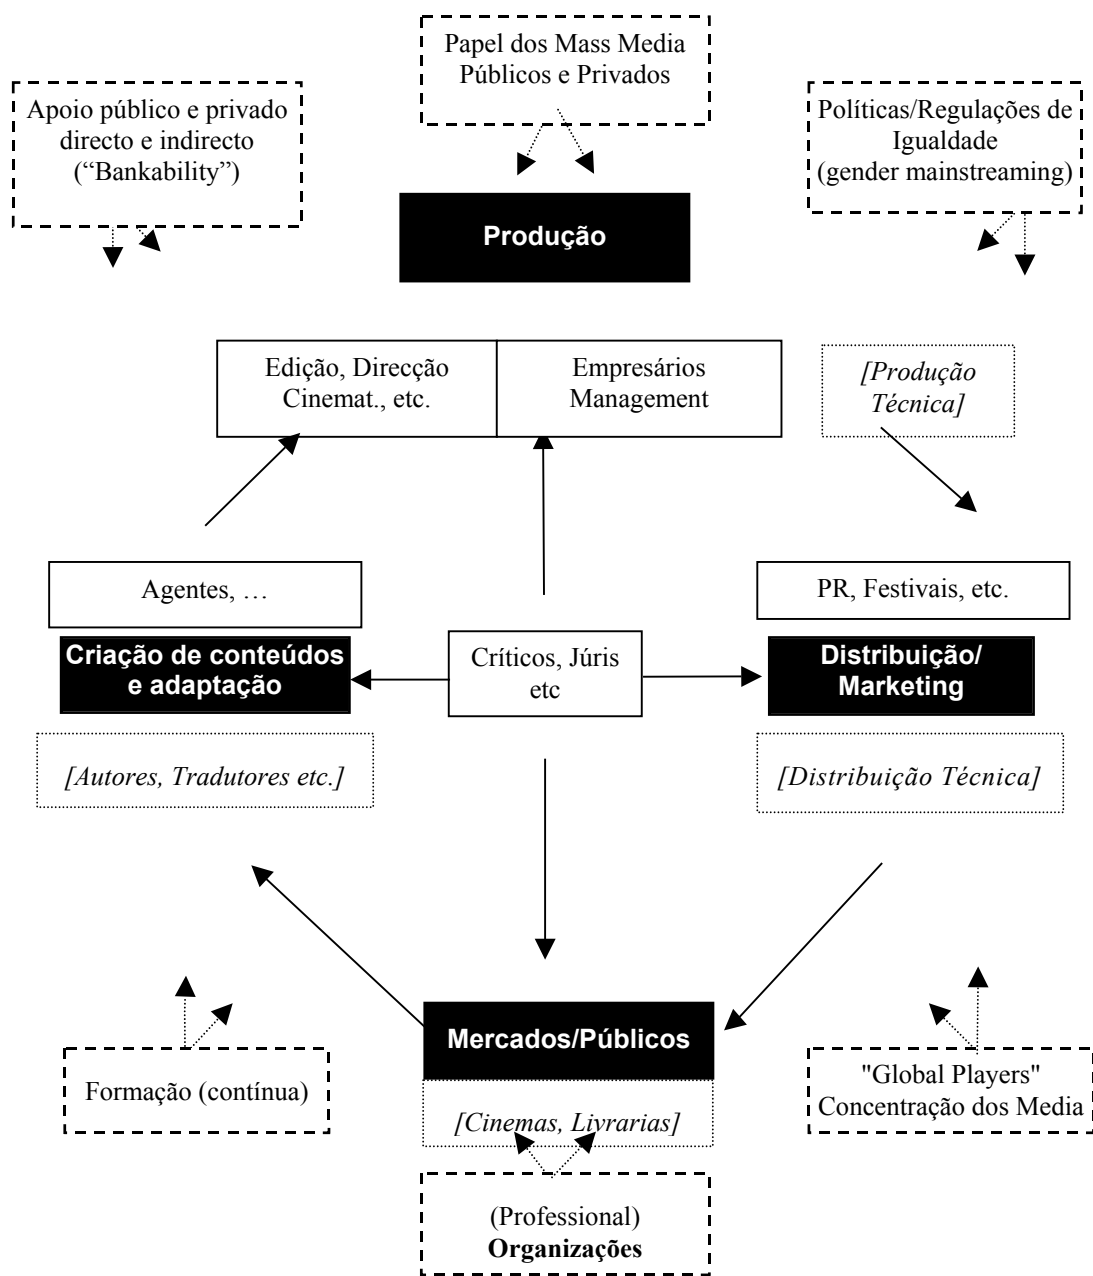 Papel dos Mass Media
Públicos e Privados
Apoio público e privado
directo e indirecto
(“Bankability”)
Políticas/Regulações de
Igualdade
(gender mainstreaming)
Produção
Edição, Direcção
Cinemat., etc.
Empresários
Management
[Produção
Técnica]
Agentes, …
PR, Festivais, etc.
Criação de conteúdos
e adaptação
Críticos, Júris
etc
Distribuição/
Marketing
[Autores, Tradutores etc.]
[Distribuição Técnica]
Mercados/Públicos
[Cinemas, Livrarias]
Formação (contínua)
"Global Players"
Concentração dos Media
(Professional)
Organizações